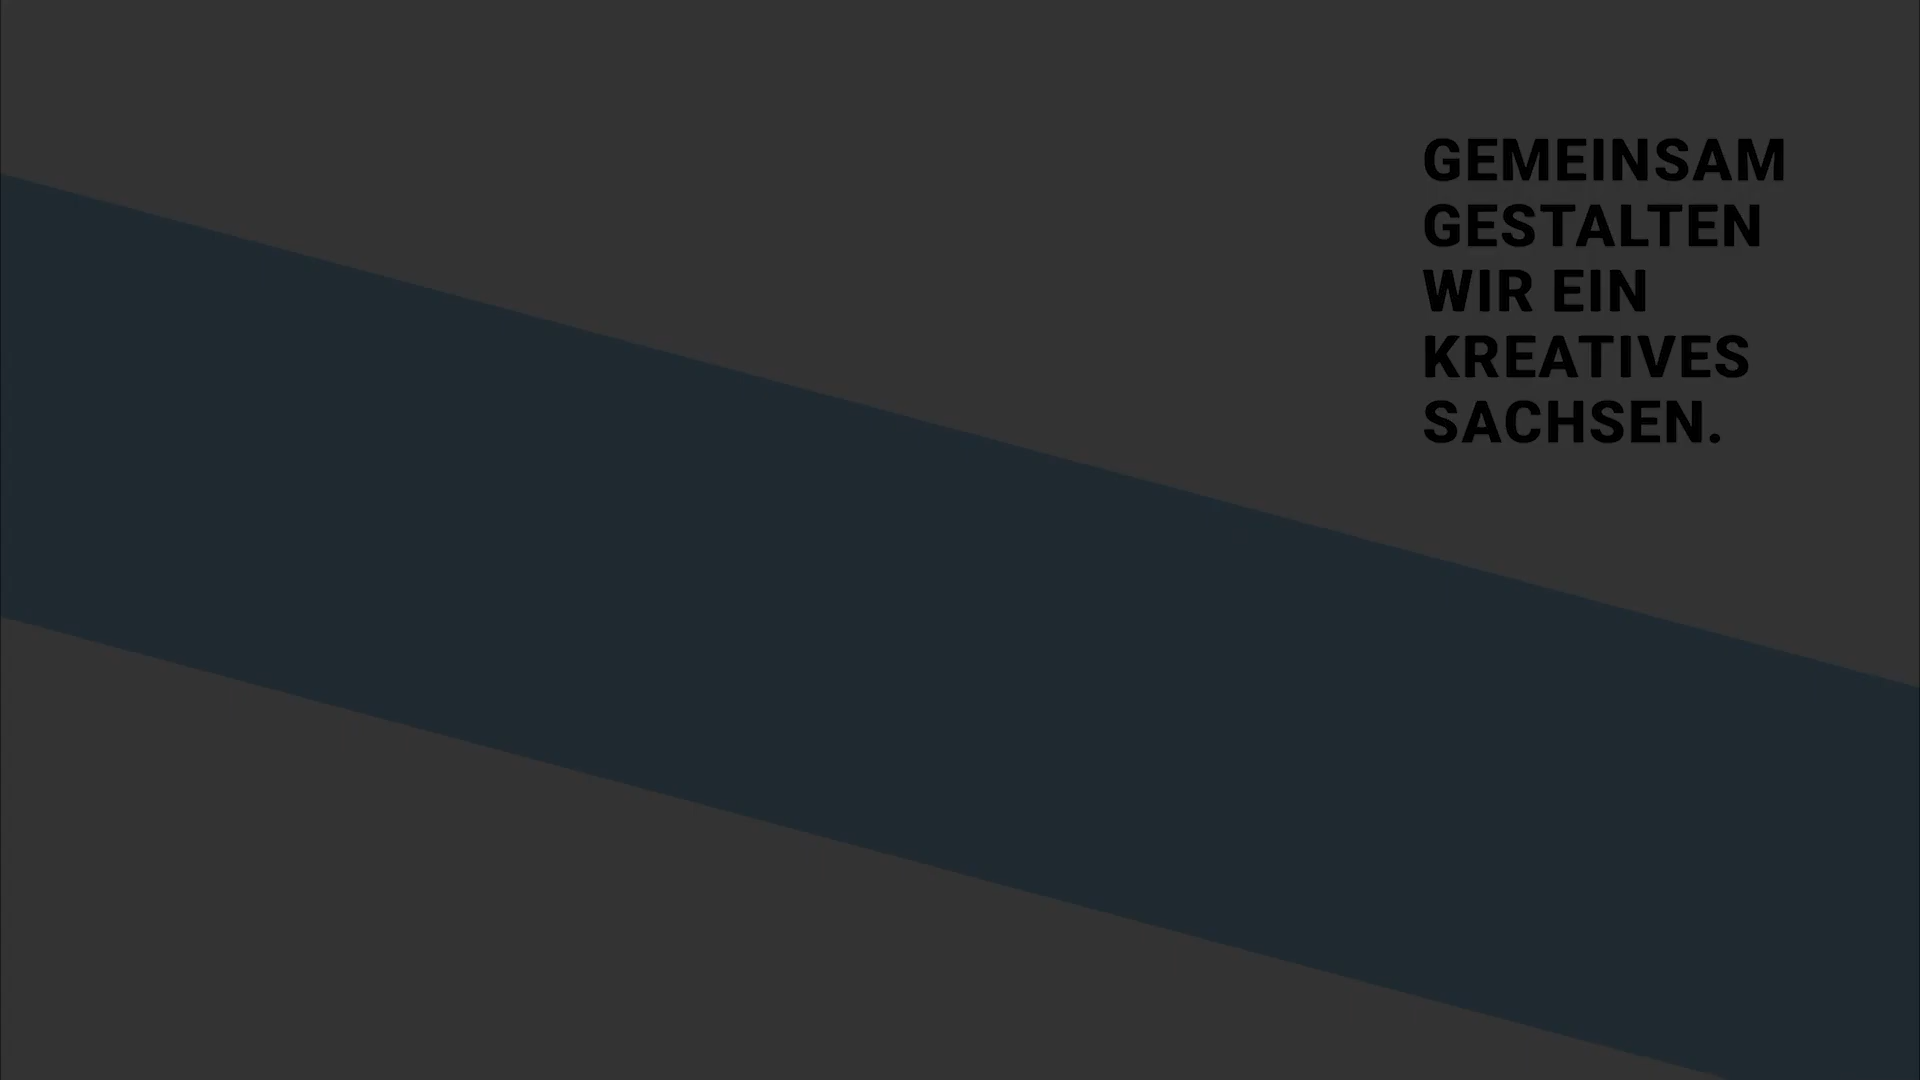 GEMEINSAM
GESTALTEN
WIR EIN
KREATIVES
SACHSEN.